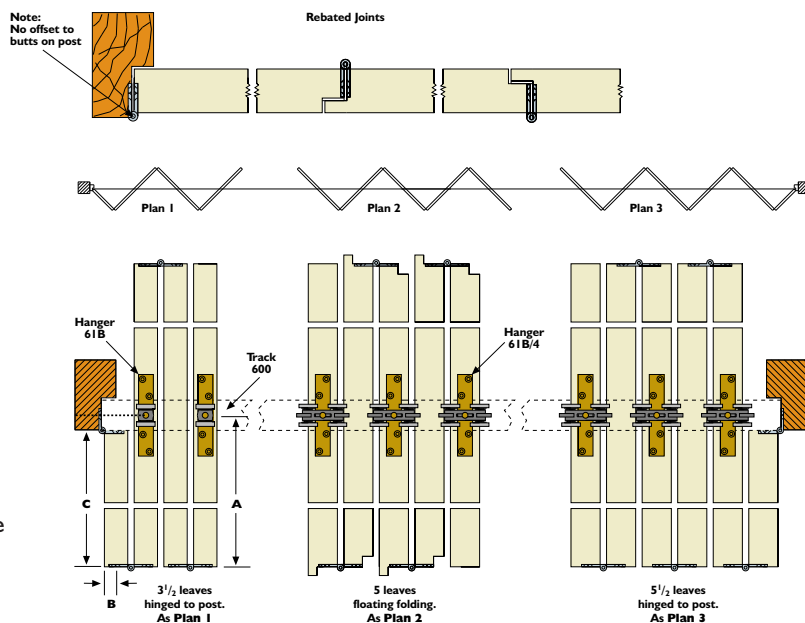 Note:
No offset to
butts on post
Rebated Joints
Plan 1
Plan 2
Plan 3
Hanger
61B
Track
600
Hanger
61B/4
C
A
B
e
3 1/2 leaves
hinged to post.
As Plan 1
5 leaves
floating folding.
As Plan 2
5 1/2 leaves
hinged to post.
As Plan 3